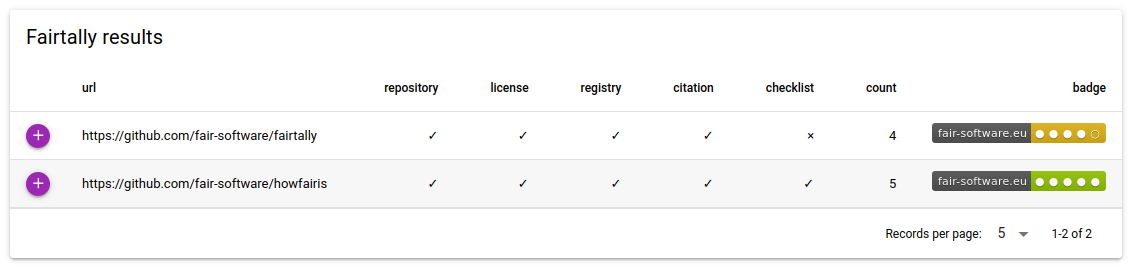 Fairtally results
url repository license registry citation checklist count badge
+ https://github.com/fair-software/fairtally ✓ ✓ ✓ ✓ × 4 fair-software.eu ● ● ● ● ○
+ https://github.com/fair-software/howfairis ✓ ✓ ✓ ✓ ✓ 5 fair-software.eu ● ● ● ● ●
Records per page: 5 1-2 of 2